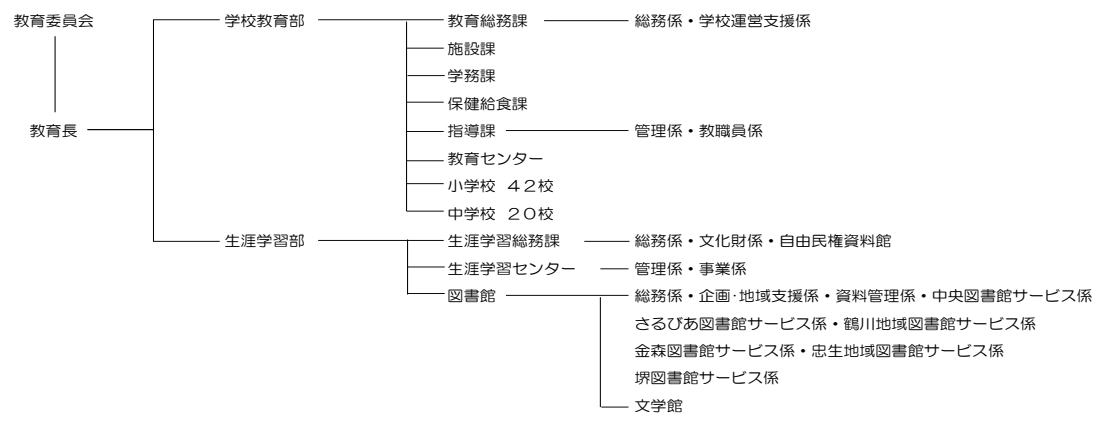 教育委員会 学校教育部 教育総務課 総務係・学校運営支援係
施設課
学務課
保健給食課
教育長 指導課 管理係・教職員係
教育センター
小学校 42校
中学校 20校
生涯学習部 生涯学習総務課 総務係・文化財係・自由民権資料館
生涯学習センター 管理係・事業係
図書館 総務係・企画・地域支援係・資料管理係・中央図書館サービス係
さるびあ図書館サービス係・鶴川地域図書館サービス係
金森図書館サービス係・忠生地域図書館サービス係
堺図書館サービス係
文学館